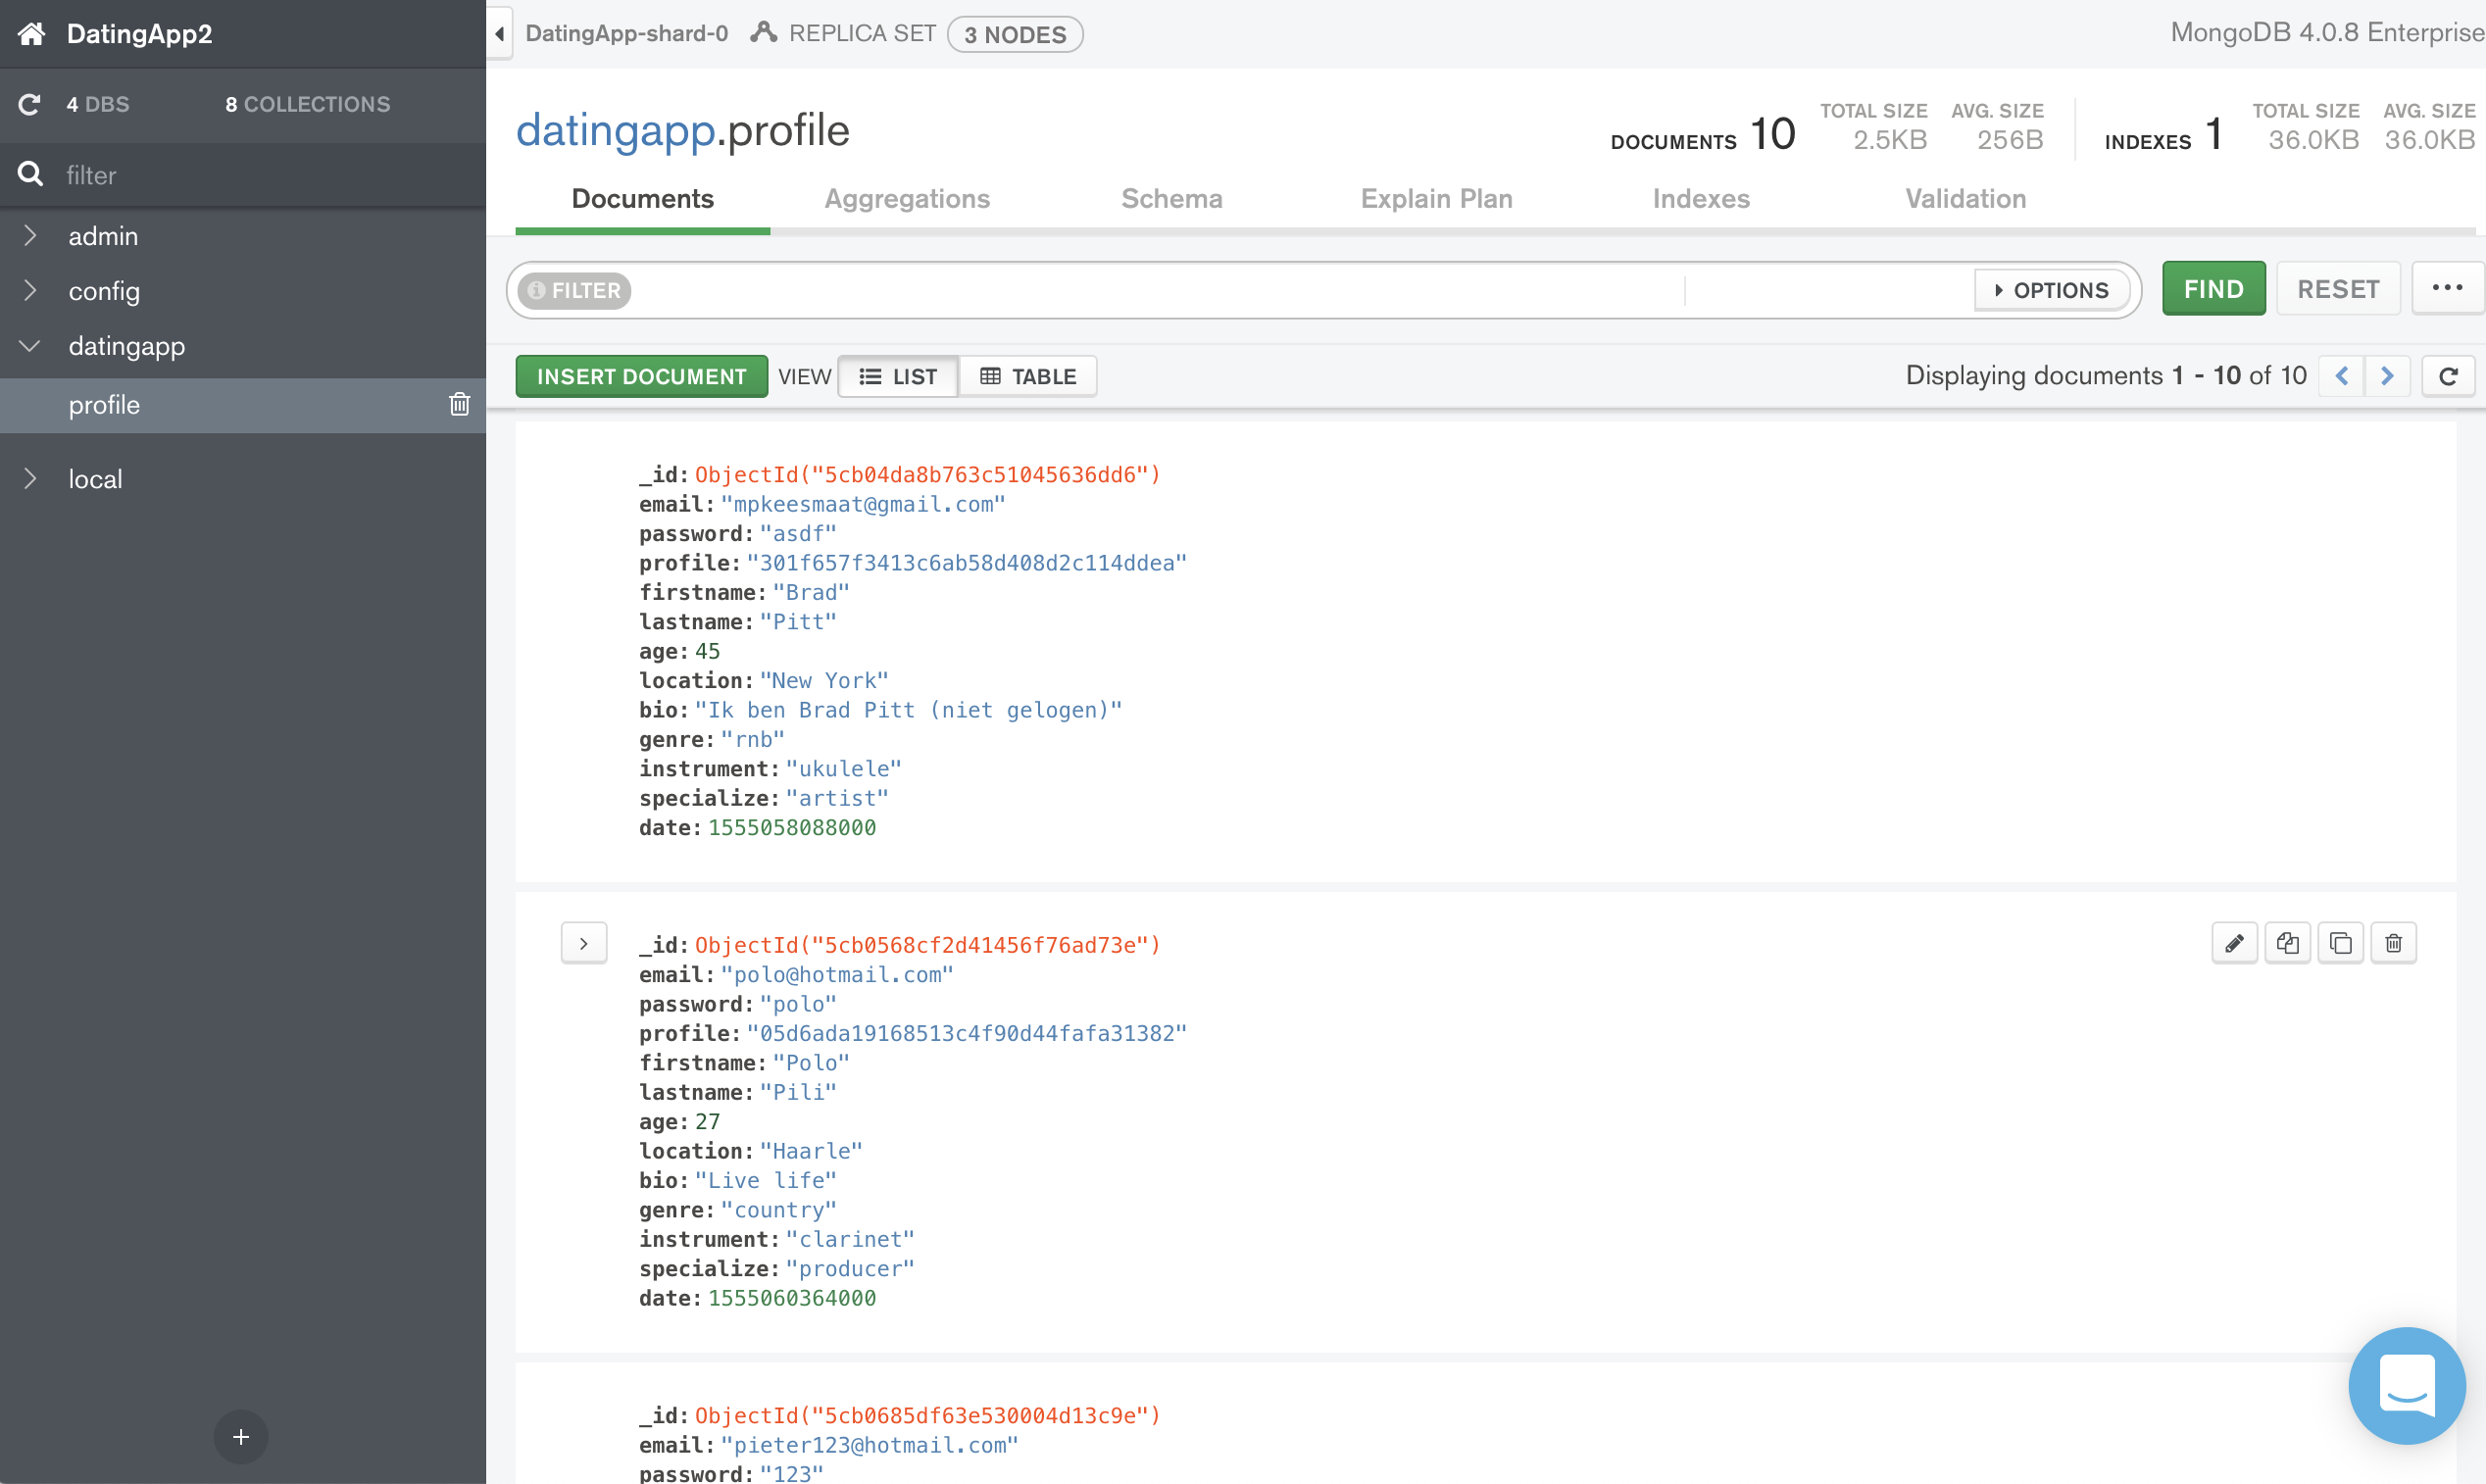 DatingApp2
4 DBS 8 COLLECTIONS
filter
admin
config
datingapp
profile
local
+
DatingApp-shard-0 REPLICA SET 3 NODES MongoDB 4.0.8 Enterprise
datingapp.profile
DOCUMENTS 10 TOTAL SIZE 2.5KB AVG. SIZE 256B INDEXES 1 TOTAL SIZE 36.0KB AVG. SIZE 36.0KB
Documents Aggregations Schema Explain Plan Indexes Validation
FILTER OPTIONS FIND RESET ...
INSERT DOCUMENT VIEW LIST TABLE Displaying documents 1 - 10 of 10
_id: ObjectId("5cb04da8b763c51045636dd6")
email: "mpkeesmaat@gmail.com"
password: "asdf"
profile: "301f657f3413c6ab58d408d2c114ddea"
firstname: "Brad"
lastname: "Pitt"
age: 45
location: "New York"
bio: "Ik ben Brad Pitt (niet gelogen)"
genre: "rnb"
instrument: "ukulele"
specialize: "artist"
date: 1555058088000
_id: ObjectId("5cb0568cf2d41456f76ad73e")
email: "polo@hotmail.com"
password: "polo"
profile: "05d6ada19168513c4f90d44fafa31382"
firstname: "Polo"
lastname: "Pili"
age: 27
location: "Haarle"
bio: "Live life"
genre: "country"
instrument: "clarinet"
specialize: "producer"
date: 1555060364000
_id: ObjectId("5cb0685df63e530004d13c9e")
email: "pieter123@hotmail.com"
password: "123"